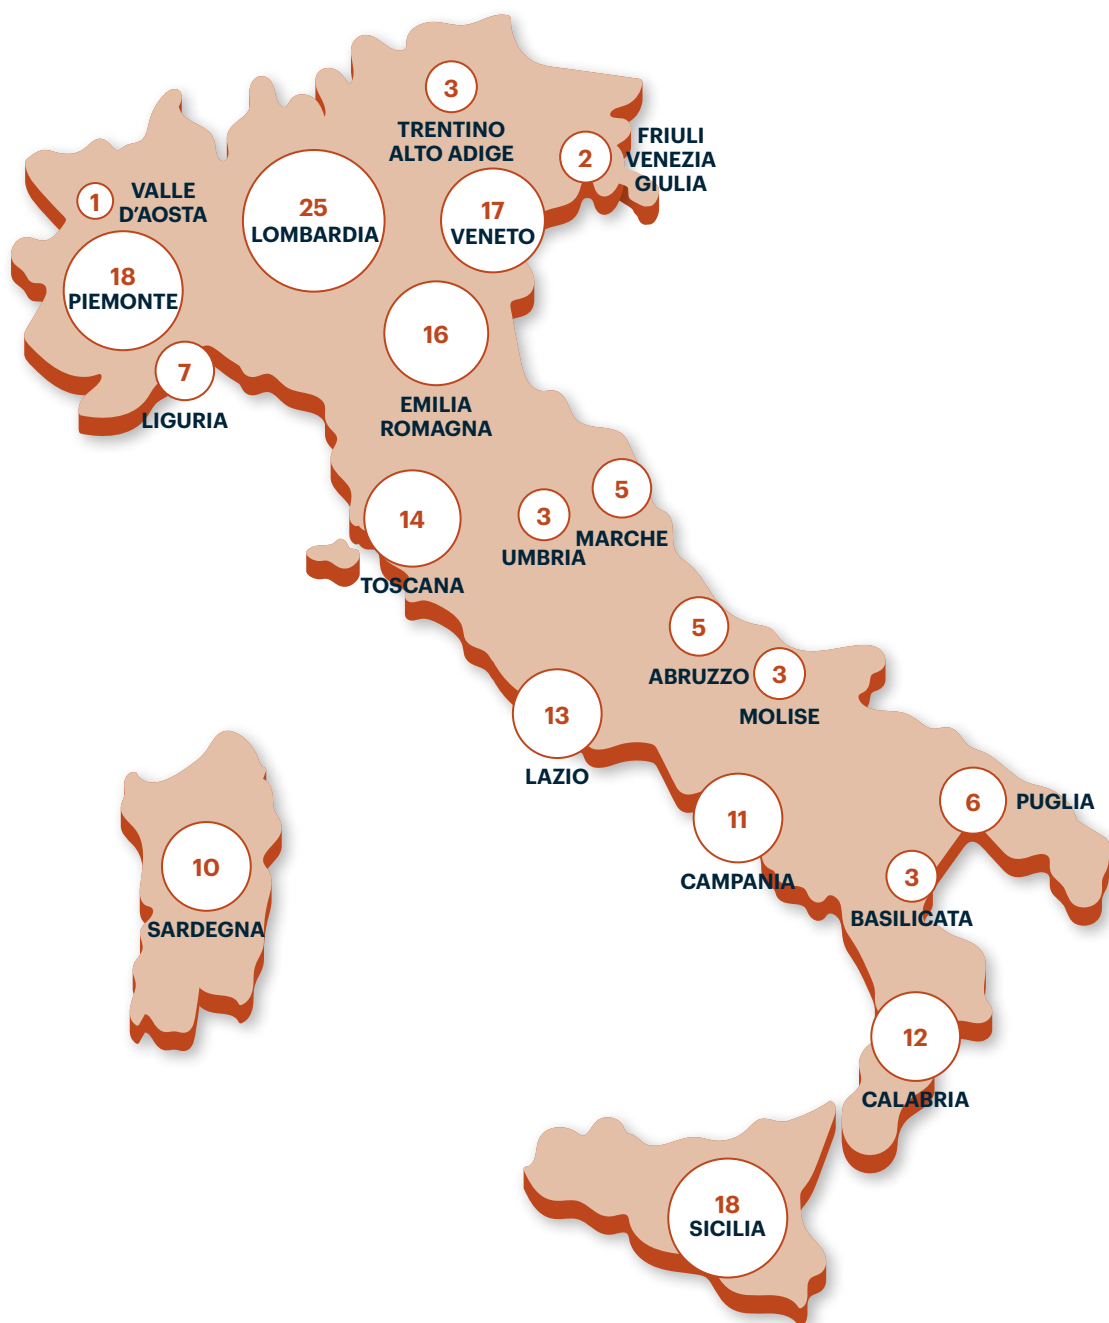 3
TRENTINO
ALTO ADIGE
2
FRIULI
VENEZIA
GIULIA
1
VALLE
D'AOSTA
25
LOMBARDIA
17
VENETO
18
PIEMONTE
16
EMILIA
ROMAGNA
7
LIGURIA
5
MARCHE
14
TOSCANA
3
UMBRIA
5
ABRUZZO
3
MOLISE
13
LAZIO
6
PUGLIA
11
CAMPANIA
10
SARDEGNA
3
BASILICATA
12
CALABRIA
18
SICILIA